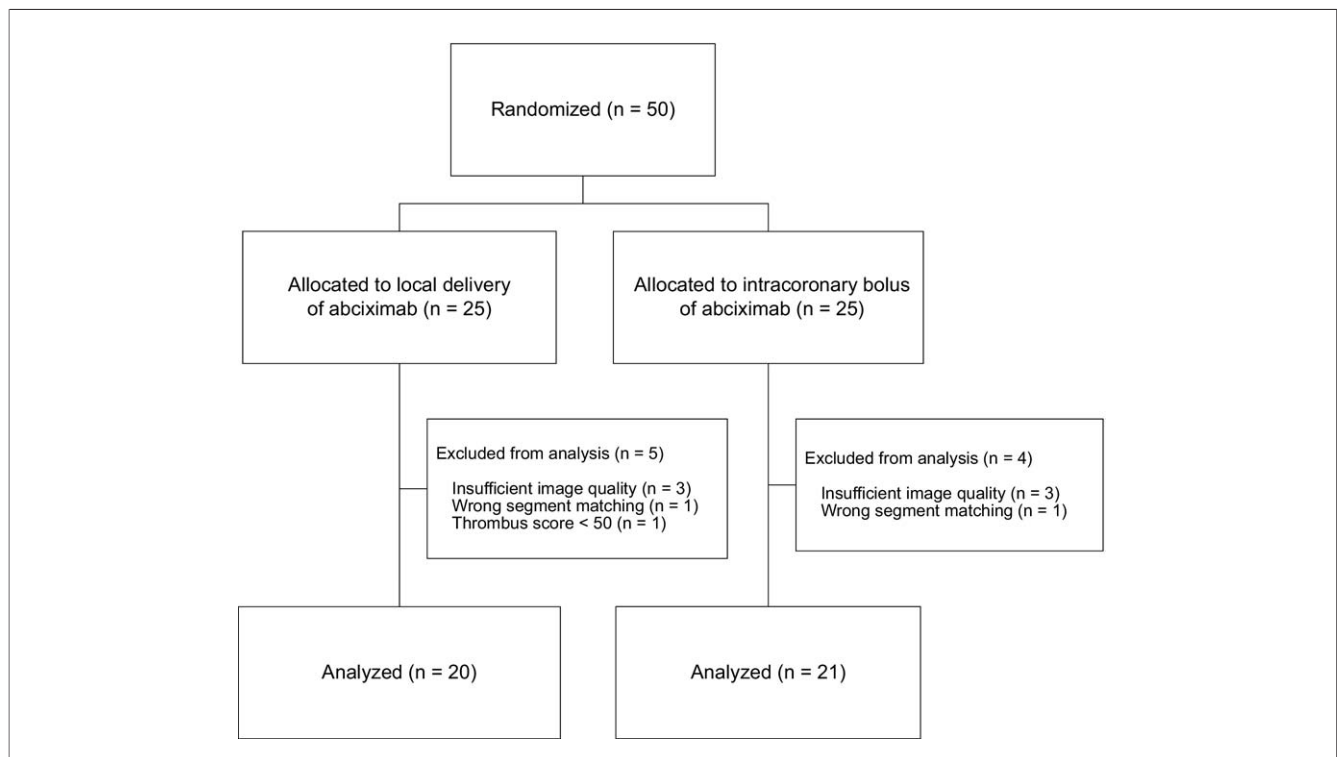 Randomized (n = 50)
Allocated to local delivery
of abciximab (n = 25)
Allocated to intracoronary bolus
of abciximab (n = 25)
Excluded from analysis (n = 5)
Insufficient image quality (n = 3)
Wrong segment matching (n = 1)
Thrombus score < 50 (n = 1)
Excluded from analysis (n = 4)
Insufficient image quality (n = 3)
Wrong segment matching (n = 1)
Analyzed (n = 20)
Analyzed (n = 21)